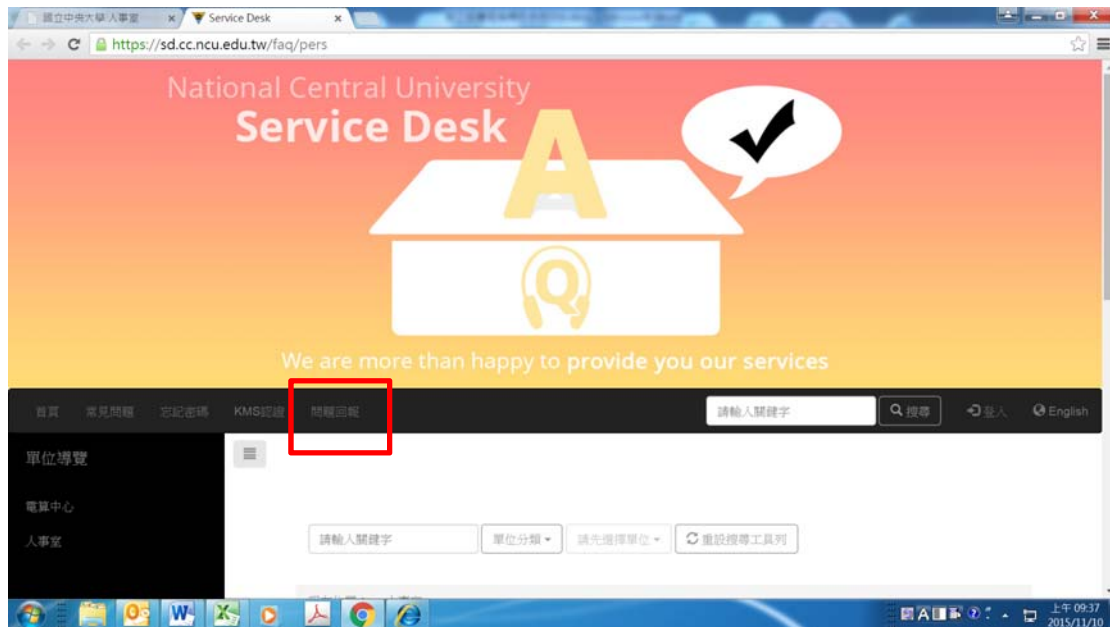 國立中央大學人事室
Service Desk
https://sd.cc.ncu.edu.tw/faq/pers
National Central University
Service Desk
A
Q
We are more than happy to provide you our services
首頁 常見問題 忘記密碼 KMS認證 問題回報 請輸入關鍵字 搜尋 登入 English
單位導覽
電算中心
人事室
請輸入關鍵字 單位分類 請先選擇單位 重設搜尋工具列
上午 09:37
2015/11/10